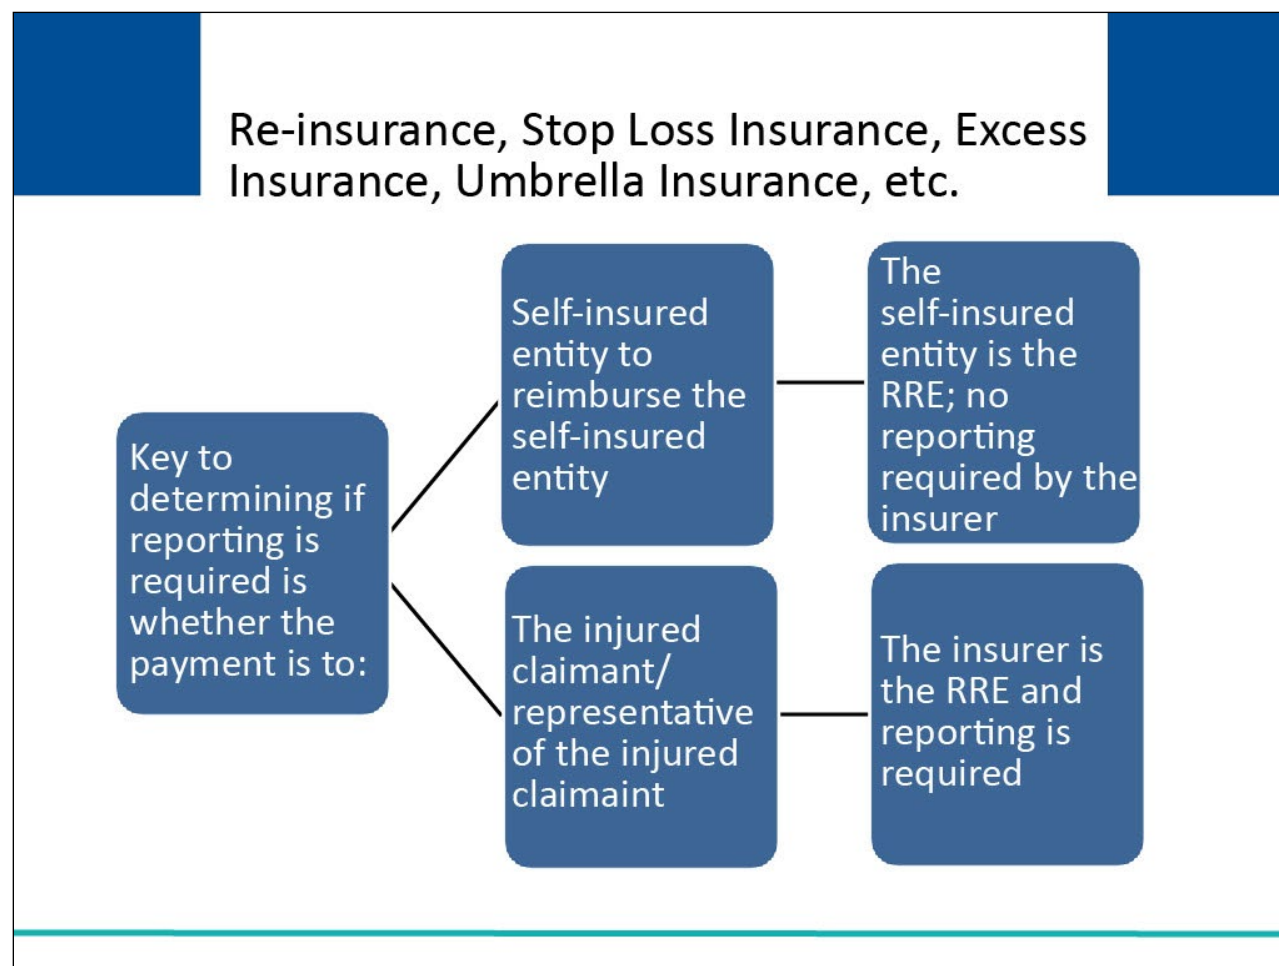 Re-insurance, Stop Loss Insurance, Excess
Insurance, Umbrella Insurance, etc.
Key to
determining if
reporting is
required is
whether the
payment is to:
Self-insured
entity to
reimburse the
self-insured
entity
The
self-insured
entity is the
RRE; no
reporting
required by the
insurer
The injured
claimant/
representative
of the injured
claimaint
The insurer is
the RRE and
reporting is
required